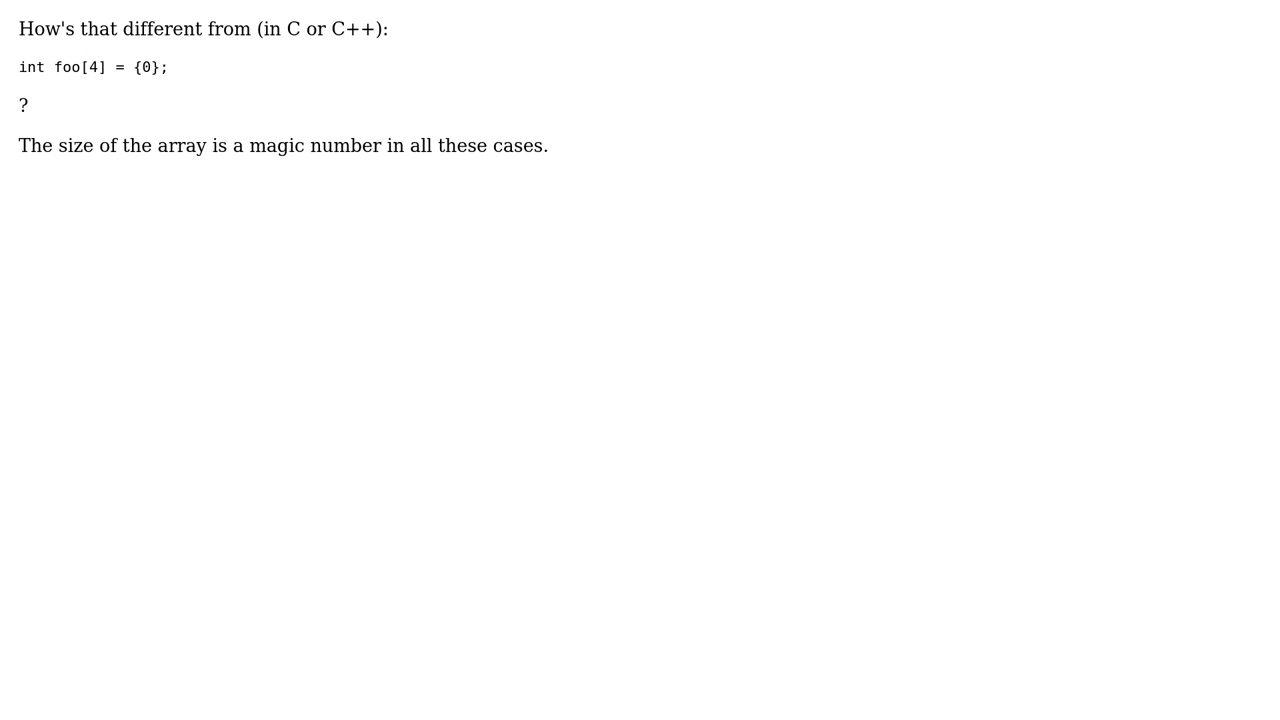 How's that different from (in C or C++):
int foo[4] = {0};
?
The size of the array is a magic number in all these cases.